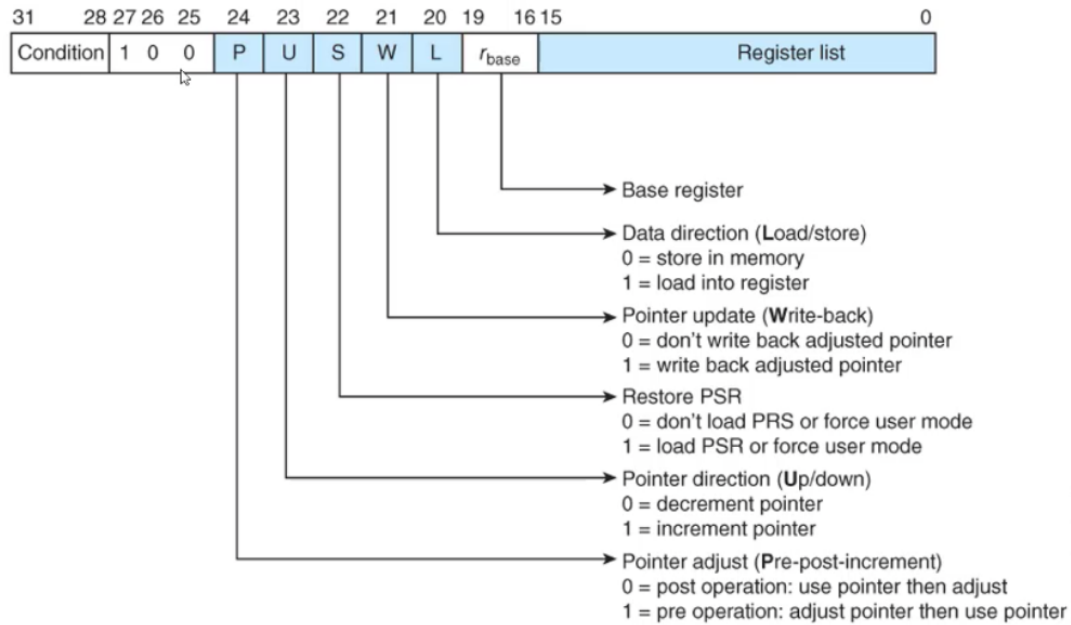 31 28 27 26 25 24 23 22 21 20 19 16 15 0
Condition 1 0 0 P U S W L rbase Register list
Base register
Data direction (Load/store)
0 = store in memory
1 = load into register
Pointer update (Write-back)
0 = don't write back adjusted pointer
1 = write back adjusted pointer
Restore PSR
0 = don't load PRS or force user mode
1 = load PSR or force user mode
Pointer direction (Up/down)
0 = decrement pointer
1 = increment pointer
Pointer adjust (Pre-post-increment)
0 = post operation: use pointer then adjust
1 = pre operation: adjust pointer then use pointer